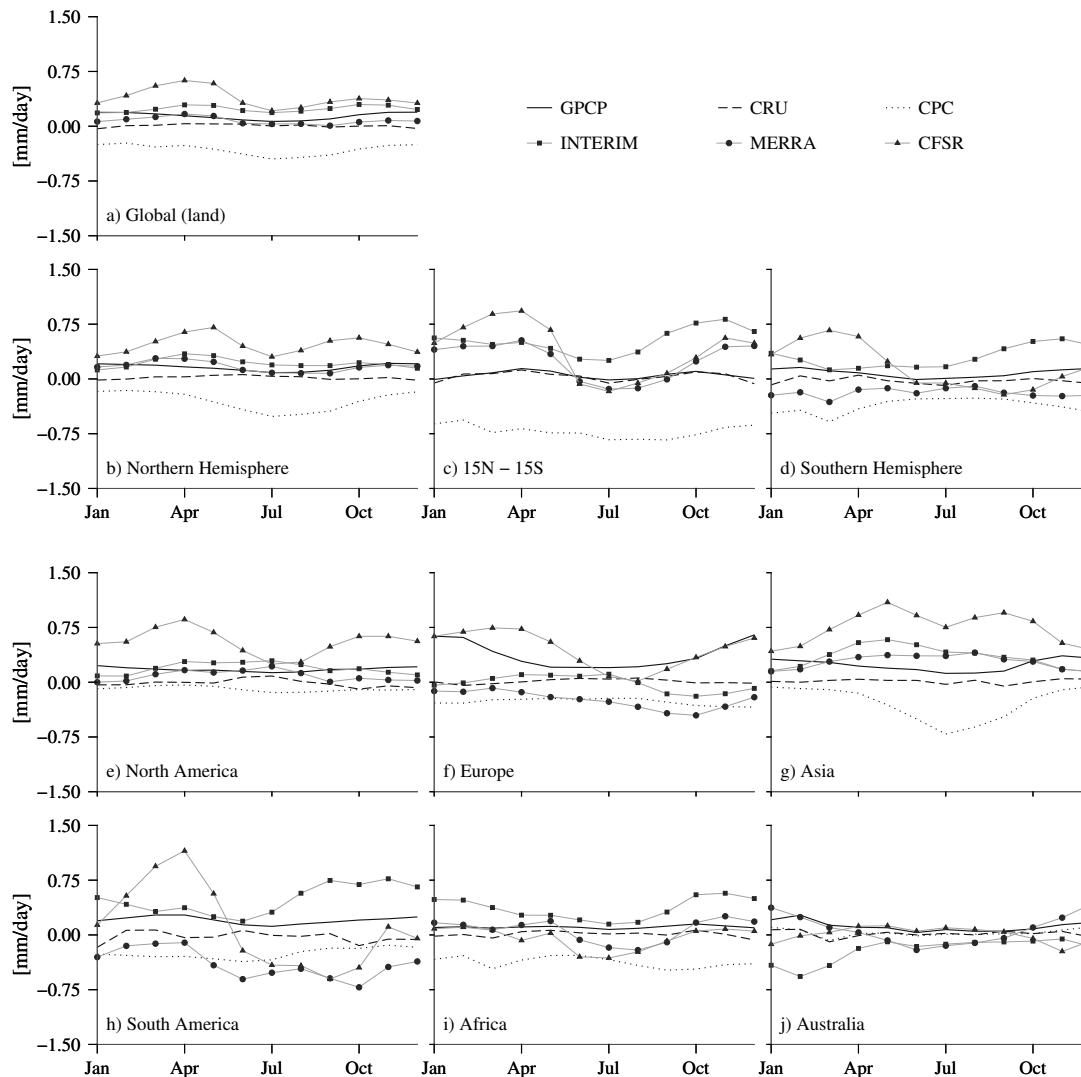 1.50
0.75
0.00
−0.75
−1.50
[mm/day]
a) Global (land)
Jan Apr Jul Oct
GPCP CRU CPC
INTERIM MERRA CFSR
1.50
0.75
0.00
−0.75
−1.50
[mm/day]
b) Northern Hemisphere
c) 15N − 15S
d) Southern Hemisphere
Jan Apr Jul Oct Jan Apr Jul Oct Jan Apr Jul Oct
1.50
0.75
0.00
−0.75
−1.50
[mm/day]
e) North America
f) Europe
g) Asia
1.50
0.75
0.00
−0.75
−1.50
[mm/day]
h) South America
i) Africa
j) Australia
Jan Apr Jul Oct Jan Apr Jul Oct Jan Apr Jul Oct